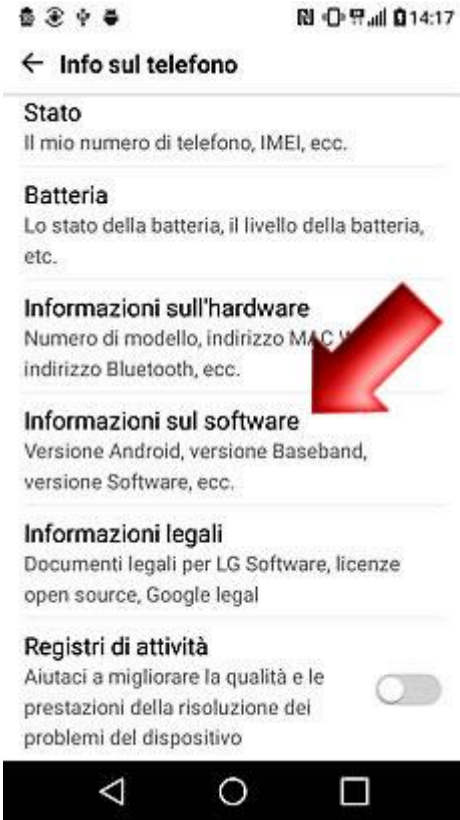 14:17
Info sul telefono
Stato
Il mio numero di telefono, IMEI, ecc.
Batteria
Lo stato della batteria, il livello della batteria,
etc.
Informazioni sull'hardware
Numero di modello, indirizzo MAC
indirizzo Bluetooth, ecc.
Informazioni sul software
Versione Android, versione Baseband,
versione Software, ecc.
Informazioni legali
Documenti legali per LG Software, licenze
open source, Google legal
Registri di attività
Aiutaci a migliorare la qualità e le
prestazioni della risoluzione dei
problemi del dispositivo